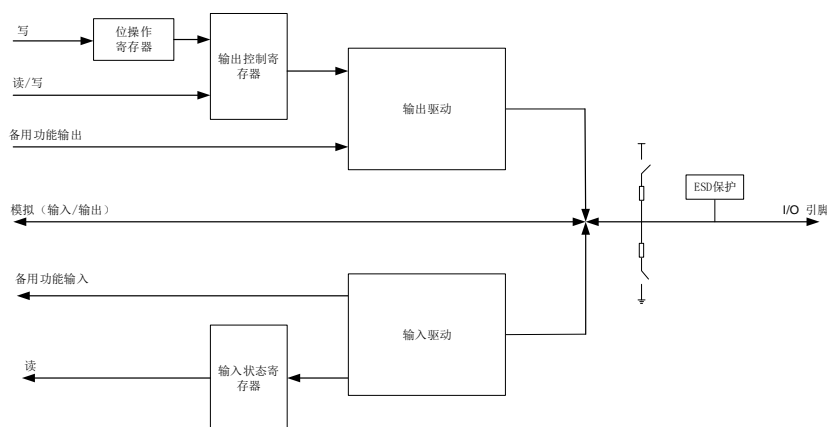 写
位操作
寄存器
输出控制寄
存器
读/写
输出驱动
备用功能输出
ESD保护
模拟（输入/输出）
I/O 引脚
备用功能输入
输入驱动
读
输入状态寄
存器